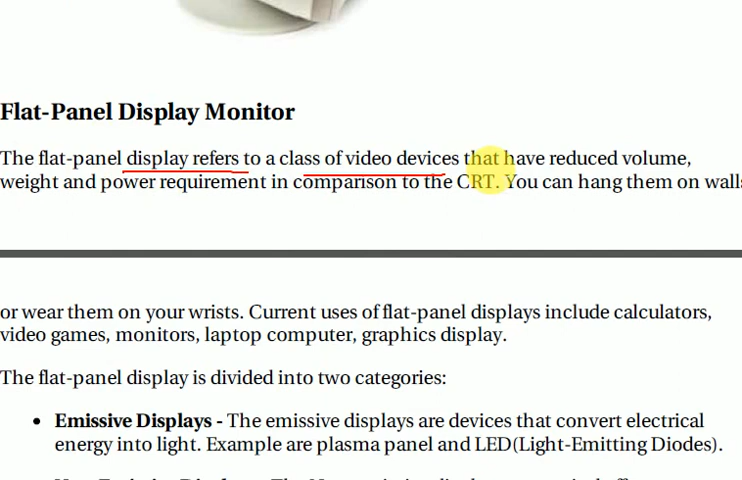 Flat-Panel Display Monitor
The flat-panel display refers to a class of video devices that have reduced volume,
weight and power requirement in comparison to the CRT. You can hang them on walls
or wear them on your wrists. Current uses of flat-panel displays include calculators,
video games, monitors, laptop computer, graphics display.
The flat-panel display is divided into two categories:
• Emissive Displays - The emissive displays are devices that convert electrical
energy into light. Example are plasma panel and LED(Light-Emitting Diodes).